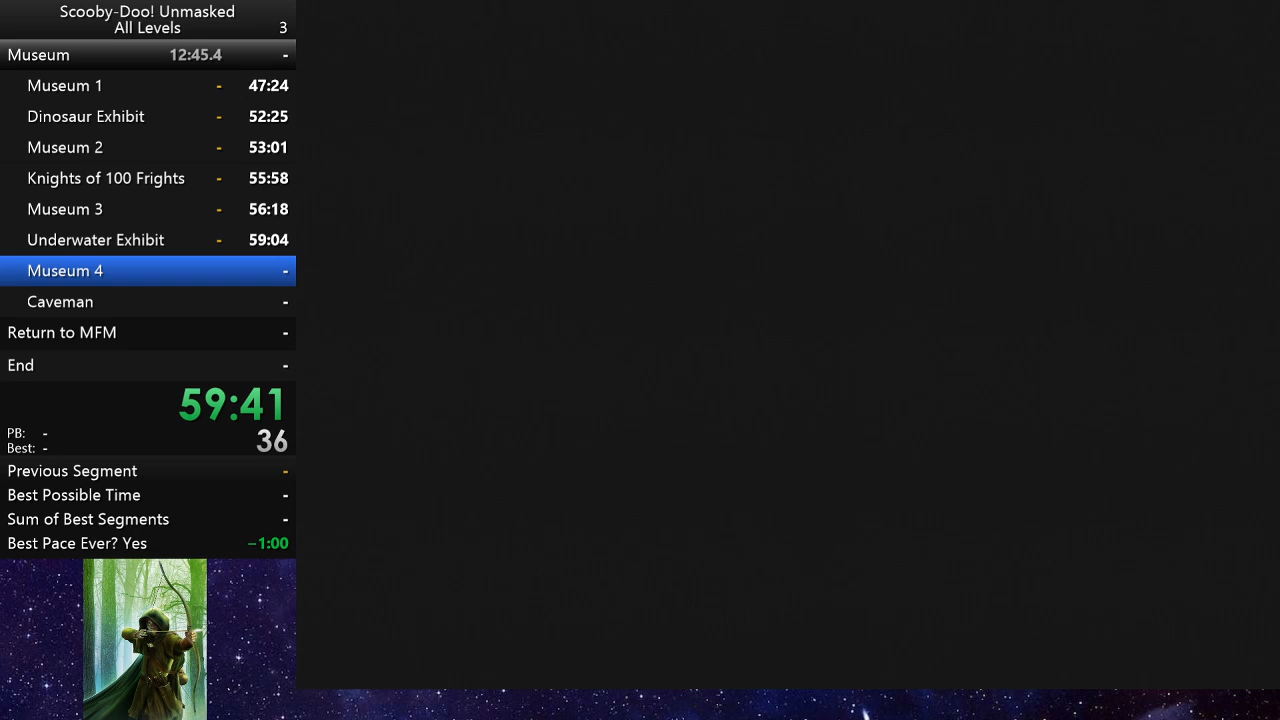 Scooby-Doo! Unmasked
All Levels 3
Museum 12:45.4 -
Museum 1 - 47:24
Dinosaur Exhibit - 52:25
Museum 2 - 53:01
Knights of 100 Frights - 55:58
Museum 3 - 56:18
Underwater Exhibit - 59:04
Museum 4 -
Caveman -
Return to MFM -
End -
59:41
PB: - 36
Best: -
Previous Segment -
Best Possible Time -
Sum of Best Segments -
Best Pace Ever? Yes −1:00